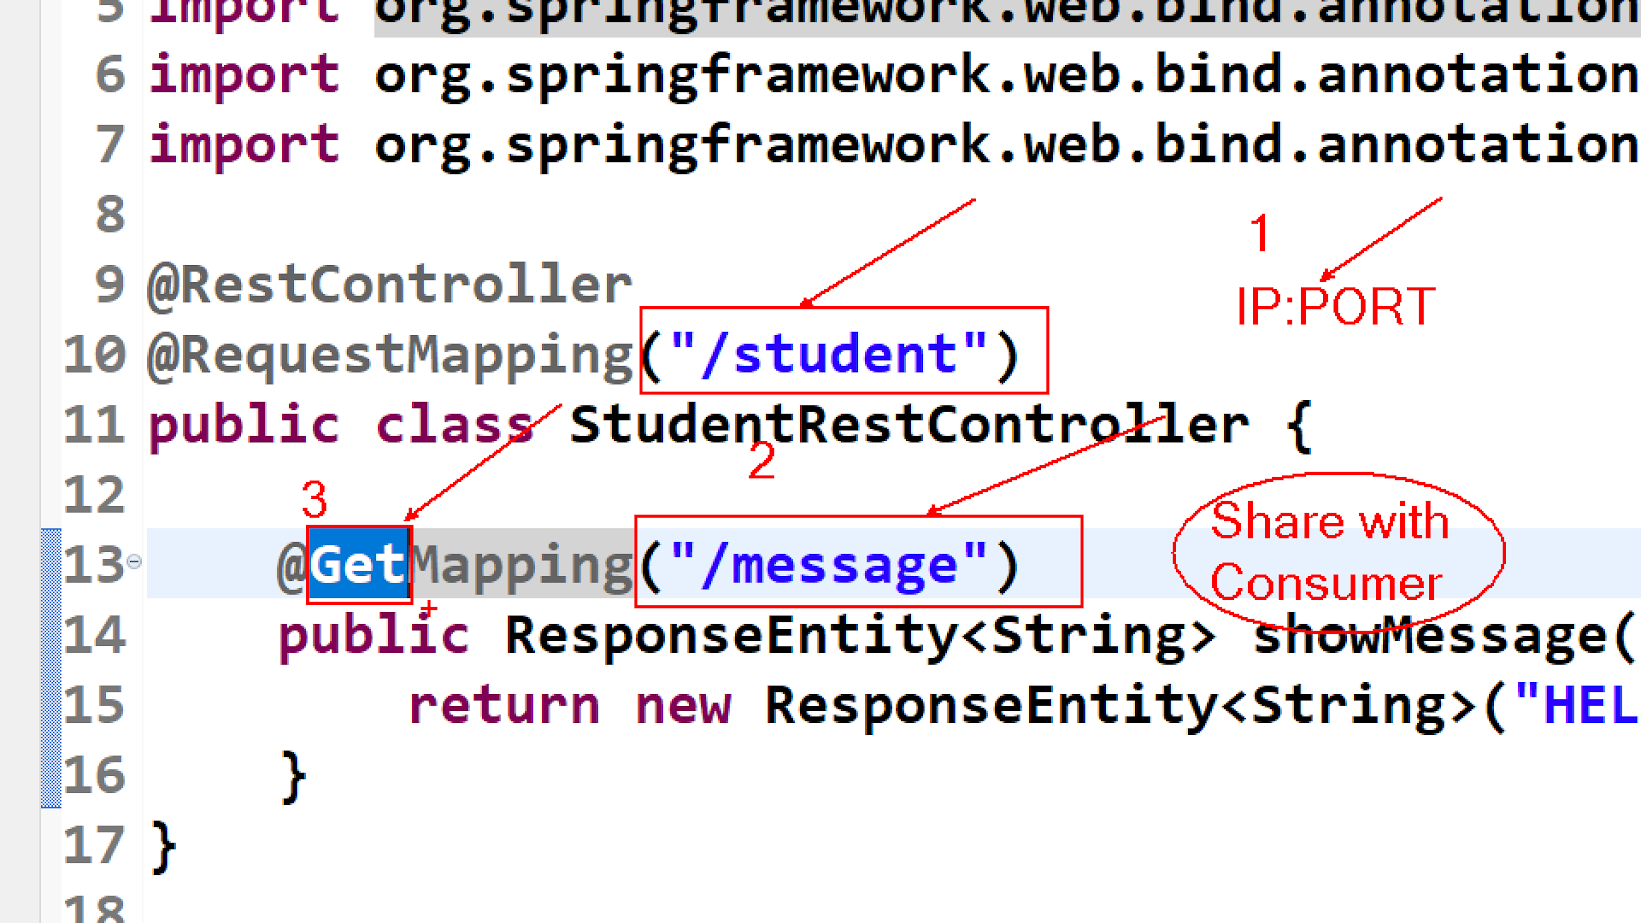 5 import org.springframework.web.bind.annotation
6 import org.springframework.web.bind.annotation
7 import org.springframework.web.bind.annotation
8
1
IP:PORT
9 @RestController
10 @RequestMapping("/student")
11 public class StudentRestController {
2
12
3
Share with
Consumer
13 @GetMapping("/message")
14 public ResponseEntity<String> showMessage(
15 return new ResponseEntity<String>("HEL
16 }
17 }
18